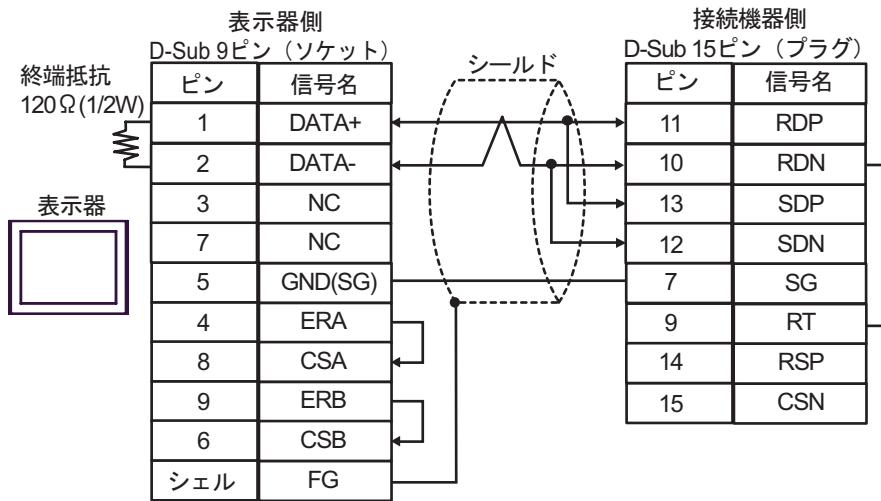 表示器側
D-Sub 9ピン（ソケット）
終端抵抗
120Ω(1/2W)
表示器
ピン 信号名
1 DATA+
2 DATA-
3 NC
7 NC
5 GND(SG)
4 ERA
8 CSA
9 ERB
6 CSB
シェル FG
シールド
接続機器側
D-Sub 15ピン（プラグ）
ピン 信号名
11 RDP
10 RDN
13 SDP
12 SDN
7 SG
9 RT
14 RSP
15 CSN